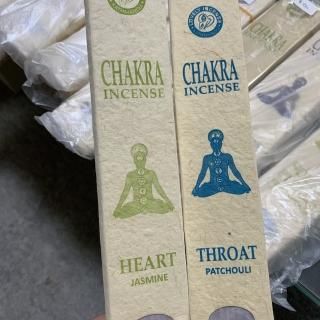 CHAKRA
INCENSE
HEART
JASMINE
CHAKRA
INCENSE
THROAT
PATCHOULI